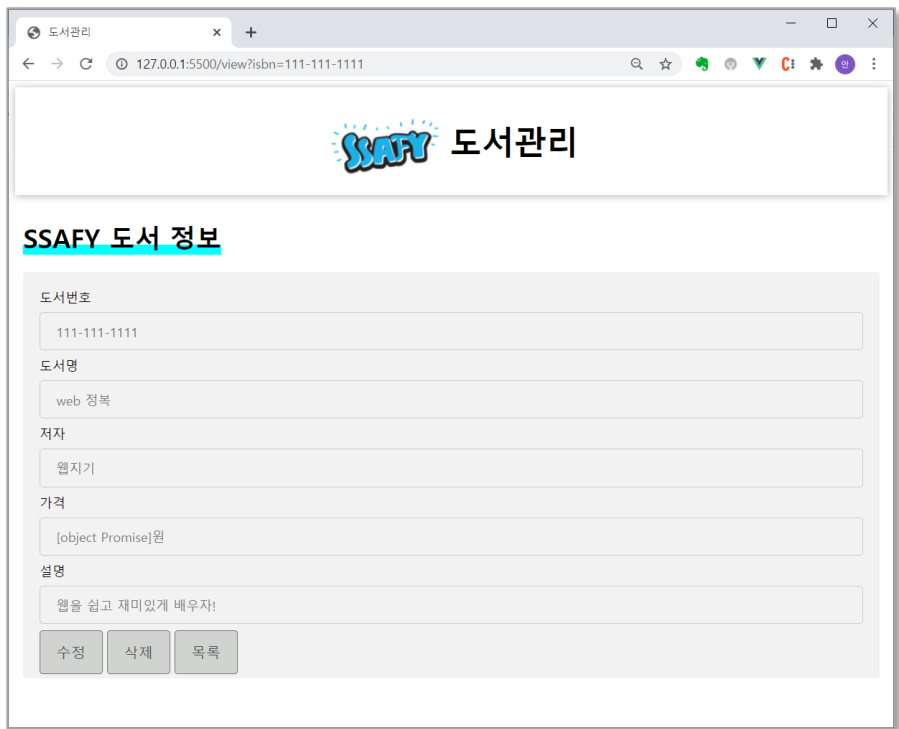 도서관리
127.0.0.1:5500/view?isbn=111-111-1111
안
SSAFY 도서관리
SSAFY 도서 정보
도서번호
111-111-1111
도서명
web 정복
저자
웹지기
가격
[object Promise]원
설명
웹을 쉽고 재미있게 배우자!
수정 삭제 목록